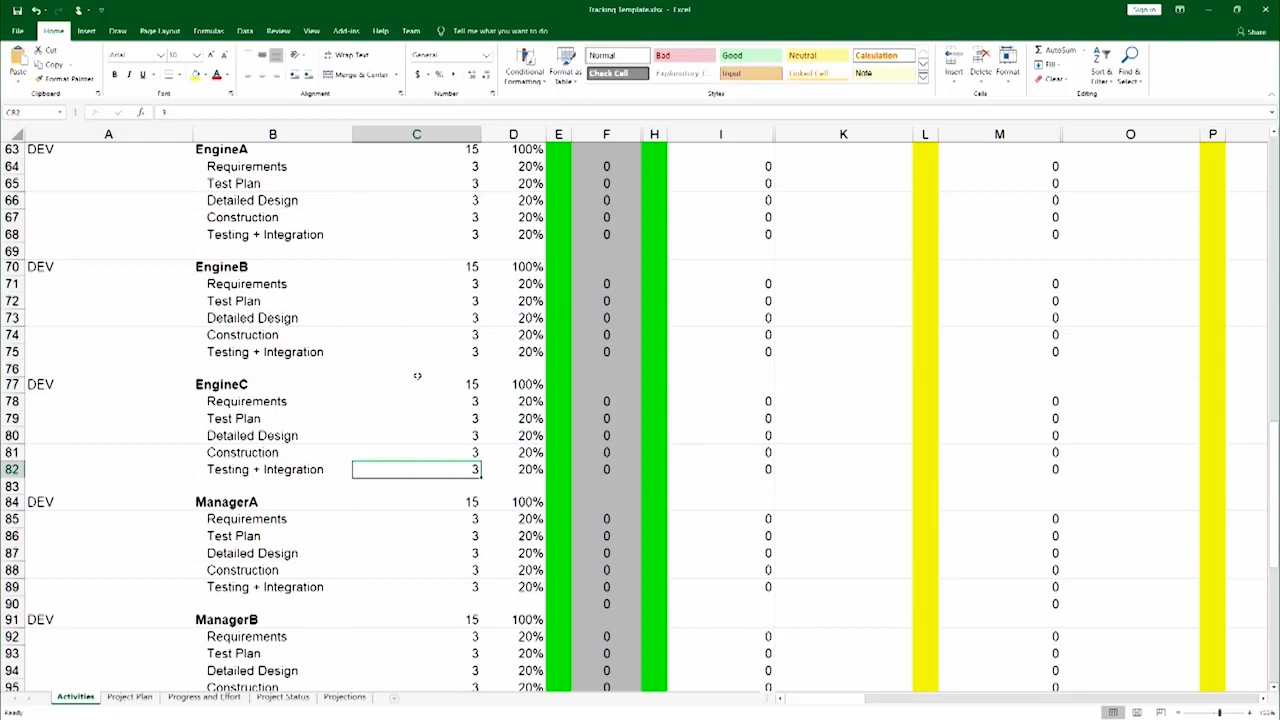 Tracking Template.xlsx - Excel
Sign in
File Home Insert Draw Page Layout Formulas Data Review View Add-ins Help Team Tell me what you want to do Share
Paste
Cut
Copy
Format Painter
Clipboard
Arial 10
B I U
Font
Wrap Text
Merge & Center
Alignment
General
$ % ,
Number
Conditional Formatting
Format as Table
Normal Bad Good Neutral Calculation
Check Cell Explanatory T... Input Linked Cell Note
Styles
Insert Delete Format
Cells
AutoSum
Fill
Clear
Sort & Filter
Find & Select
Editing
C82 fx 3
A B C D E F H I K L M O P
63 DEV EngineA 15 100%
64 Requirements 3 20% 0 0 0
65 Test Plan 3 20% 0 0 0
66 Detailed Design 3 20% 0 0 0
67 Construction 3 20% 0 0 0
68 Testing + Integration 3 20% 0 0 0
69
70 DEV EngineB 15 100%
71 Requirements 3 20% 0 0 0
72 Test Plan 3 20% 0 0 0
73 Detailed Design 3 20% 0 0 0
74 Construction 3 20% 0 0 0
75 Testing + Integration 3 20% 0 0 0
76
77 DEV EngineC 15 100%
78 Requirements 3 20% 0 0 0
79 Test Plan 3 20% 0 0 0
80 Detailed Design 3 20% 0 0 0
81 Construction 3 20% 0 0 0
82 Testing + Integration 3 20% 0 0 0
83
84 DEV ManagerA 15 100%
85 Requirements 3 20% 0 0 0
86 Test Plan 3 20% 0 0 0
87 Detailed Design 3 20% 0 0 0
88 Construction 3 20% 0 0 0
89 Testing + Integration 3 20% 0 0 0
90 0
91 DEV ManagerB 15 100%
92 Requirements 3 20% 0 0 0
93 Test Plan 3 20% 0 0 0
94 Detailed Design 3 20% 0 0 0
95 Construction 3 20% 0 0 0
Activities Project Plan Progress and Effort Project Status Projections
Ready